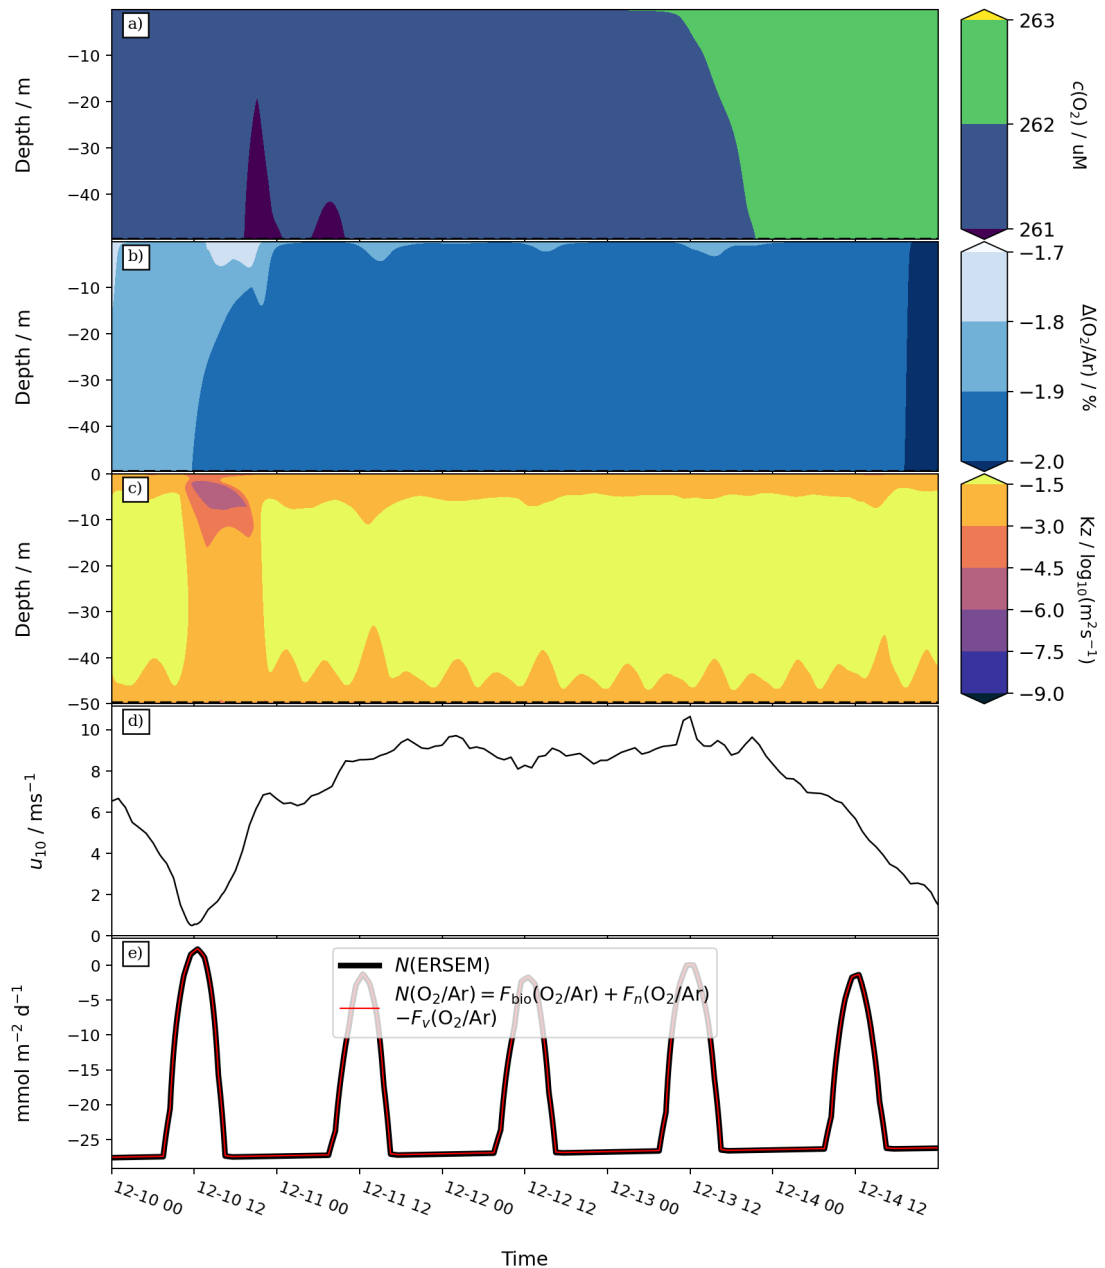 a)
Depth / m
−10
−20
−30
−40
263
262
261
c(O₂) / uM
b)
Depth / m
−10
−20
−30
−40
−1.7
−1.8
−1.9
−2.0
Δ(O₂/Ar) / %
c)
Depth / m
0
−10
−20
−30
−40
−50
−1.5
−3.0
−4.5
−6.0
−7.5
−9.0
Kz / log₁₀(m²s⁻¹)
d)
u₁₀ / ms⁻¹
10
8
6
4
2
0
e)
mmol m⁻² d⁻¹
0
−5
−10
−15
−20
−25
N(ERSEM)
N(O₂/Ar) = F_bio(O₂/Ar) + Fₙ(O₂/Ar)
−Fᵥ(O₂/Ar)
12-10 00
12-10 12
12-11 00
12-11 12
12-12 00
12-12 12
12-13 00
12-13 12
12-14 00
12-14 12
Time